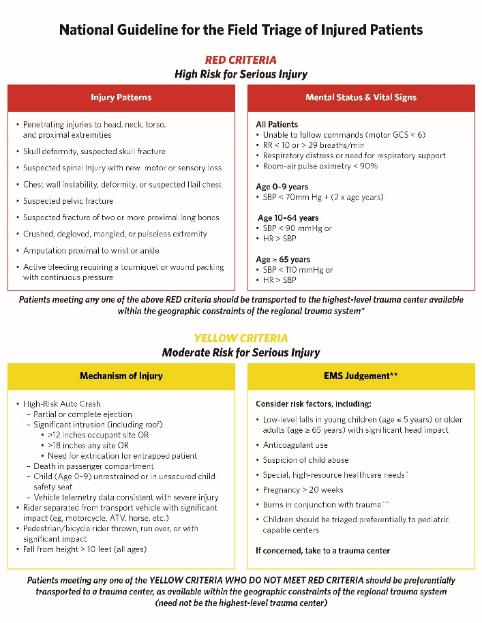 National Guideline for the Field Triage of Injured Patients
RED CRITERIA
High Risk for Serious Injury
Injury Patterns
• Penetrating injuries to head, neck, torso,
and proximal extremities
• Skull deformity, suspected skull fracture
• Suspected spinal injury with new motor or sensory loss
• Chest wall instability, deformity, or suspected flail chest
• Suspected pelvic fracture
• Suspected fracture of two or more proximal long bones
• Crushed, degloved, mangled, or pulseless extremity
• Amputation proximal to wrist or ankle
• Active bleeding requiring a tourniquet or wound packing
with continuous pressure
Mental Status & Vital Signs
All Patients
• Unable to follow commands (motor GCS < 6)
• RR < 10 or > 29 breaths/min
• Respiratory distress or need for respiratory support
• Room-air pulse oximetry < 90%
Age 0–9 years
• SBP < 70mm Hg + (2 x age years)
Age 10–64 years
• SBP < 90 mmHg or
• HR > SBP
Age ≥ 65 years
• SBP < 110 mmHg or
• HR > SBP
Patients meeting any one of the above RED criteria should be transported to the highest-level trauma center available
within the geographic constraints of the regional trauma system*
YELLOW CRITERIA
Moderate Risk for Serious Injury
Mechanism of Injury
• High-Risk Auto Crash
– Partial or complete ejection
– Significant intrusion (including roof)
• >12 inches occupant site OR
• >18 inches any site OR
• Need for extrication for entrapped patient
– Death in passenger compartment
– Child (Age 0–9) unrestrained or in unsecured child
safety seat
– Vehicle telemetry data consistent with severe injury
• Rider separated from transport vehicle with significant
impact (eg, motorcycle, ATV, horse, etc.)
• Pedestrian/bicycle rider thrown, run over, or with
significant impact
• Fall from height > 10 feet (all ages)
EMS Judgement**
Consider risk factors, including:
• Low-level falls in young children (age ≤ 5 years) or older
adults (age ≥ 65 years) with significant head impact
• Anticoagulant use
• Suspicion of child abuse
• Special, high-resource healthcare needs^
• Pregnancy > 20 weeks
• Burns in conjunction with trauma^^
• Children should be triaged preferentially to pediatric
capable centers
If concerned, take to a trauma center
Patients meeting any one of the YELLOW CRITERIA WHO DO NOT MEET RED CRITERIA should be preferentially
transported to a trauma center, as available within the geographic constraints of the regional trauma system
(need not be the highest-level trauma center)